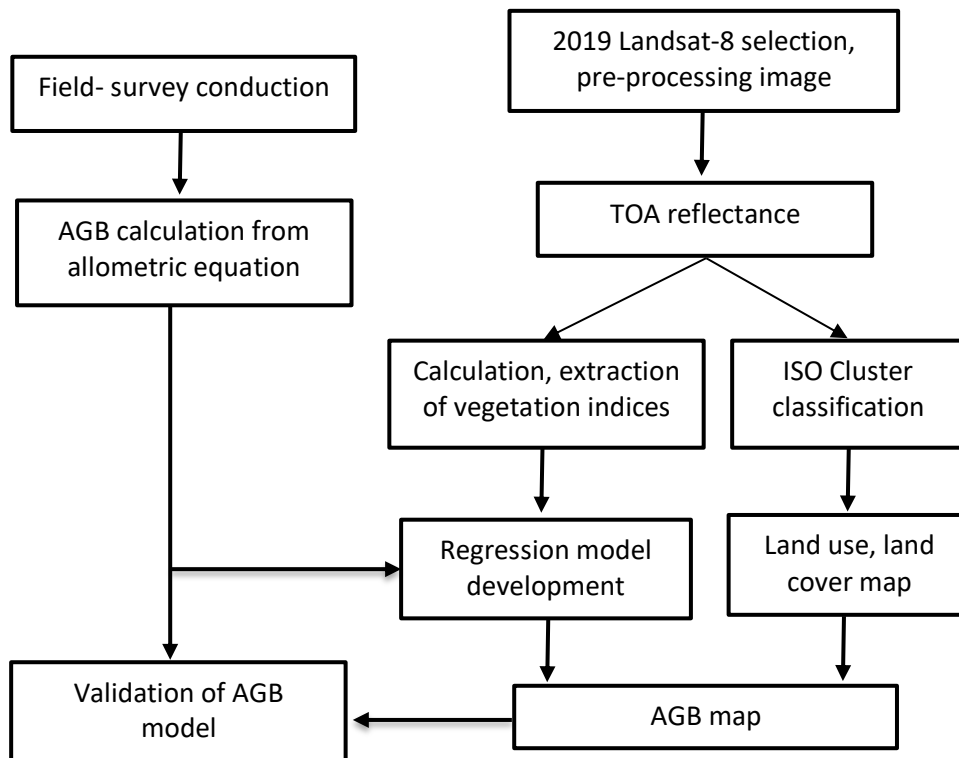 2019 Landsat-8 selection,
pre-processing image
Field- survey conduction
TOA reflectance
AGB calculation from
allometric equation
Calculation, extraction
of vegetation indices
ISO Cluster
classification
Regression model
development
Land use, land
cover map
Validation of AGB
model
AGB map